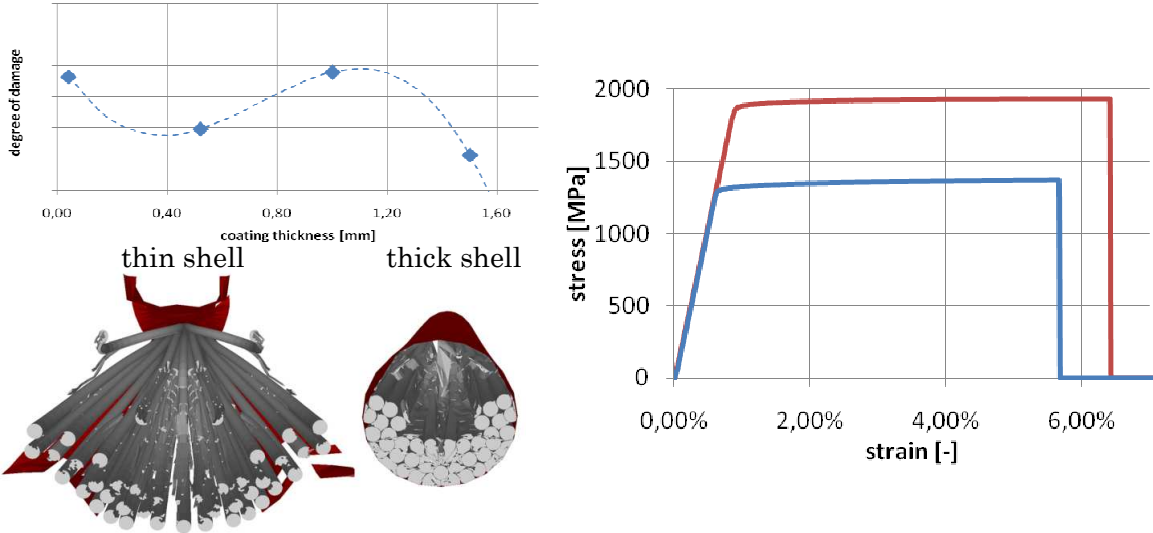 degree of damage
0,00 0,40 0,80 1,20 1,60
coating thickness [mm]
thin shell thick shell
stress [MPa]
2000
1500
1000
500
0
0,00% 2,00% 4,00% 6,00%
strain [-]